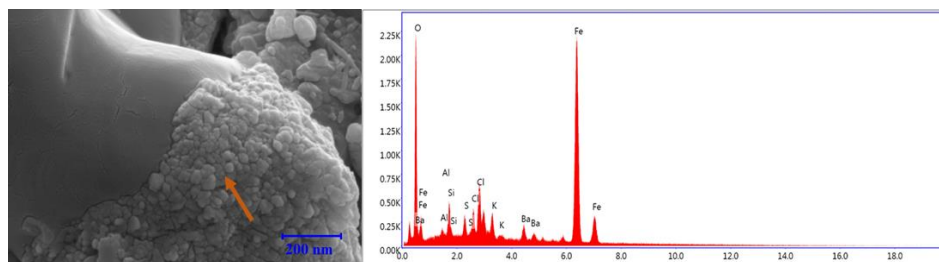 200 nm
2.25K
2.00K
1.75K
1.50K
1.25K
1.00K
0.75K
0.50K
0.25K
0.00K
O
Fe
Fe
Ba
Al
Al
Si
Si
S
S
Cl
Cl
K
K
Ba
Ba
Fe
Fe
0.0 2.0 4.0 6.0 8.0 10.0 12.0 14.0 16.0 18.0